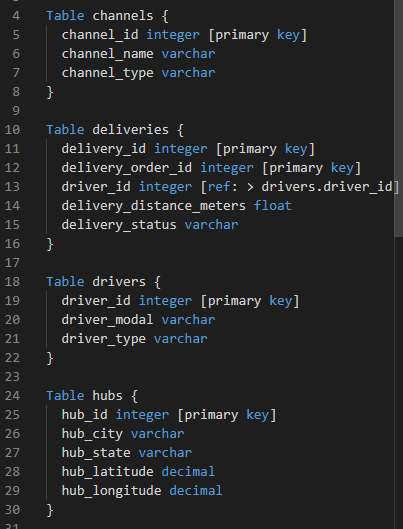 4 Table channels {
5 channel_id integer [primary key]
6 channel_name varchar
7 channel_type varchar
8 }
9
10 Table deliveries {
11 delivery_id integer [primary key]
12 delivery_order_id integer [primary key]
13 driver_id integer [ref: > drivers.driver_id]
14 delivery_distance_meters float
15 delivery_status varchar
16 }
17
18 Table drivers {
19 driver_id integer [primary key]
20 driver_modal varchar
21 driver_type varchar
22 }
23
24 Table hubs {
25 hub_id integer [primary key]
26 hub_city varchar
27 hub_state varchar
28 hub_latitude decimal
29 hub_longitude decimal
30 }